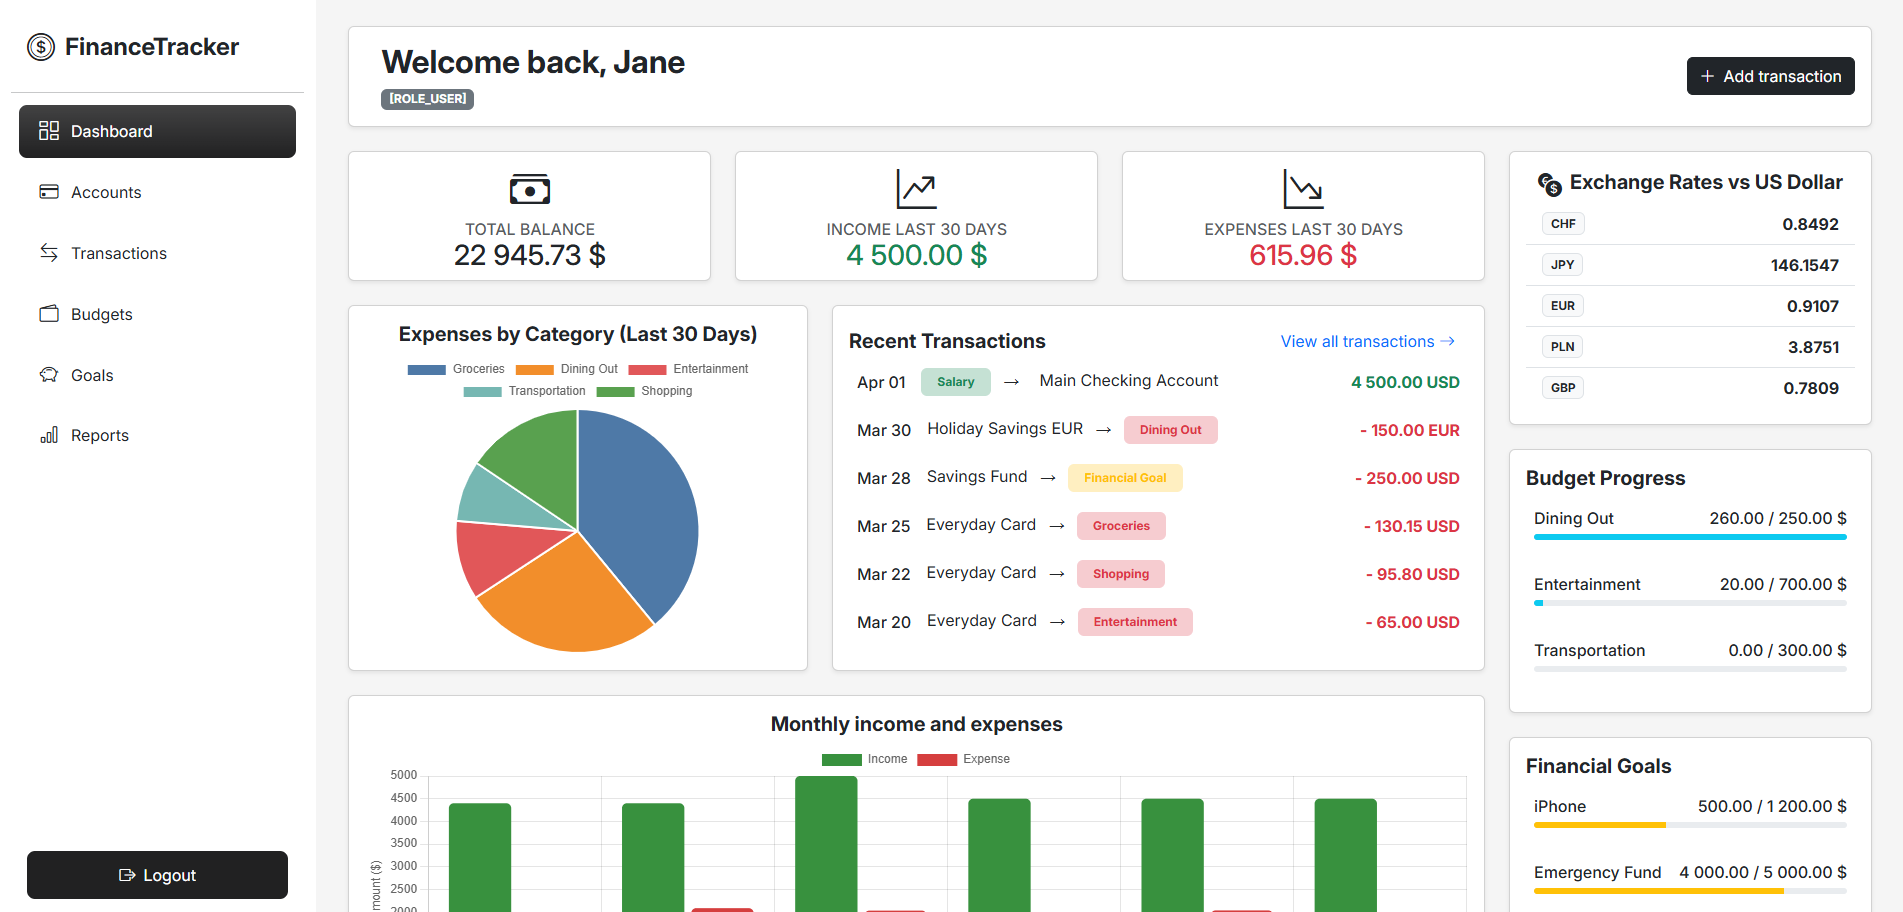 FinanceTracker
Dashboard
Accounts
Transactions
Budgets
Goals
Reports
Logout
Welcome back, Jane
[ROLE_USER]
+ Add transaction
TOTAL BALANCE
22 945.73 $
INCOME LAST 30 DAYS
4 500.00 $
EXPENSES LAST 30 DAYS
615.96 $
Expenses by Category (Last 30 Days)
Groceries Dining Out Entertainment
Transportation Shopping
Recent Transactions View all transactions →
Apr 01 Salary → Main Checking Account 4 500.00 USD
Mar 30 Holiday Savings EUR → Dining Out - 150.00 EUR
Mar 28 Savings Fund → Financial Goal - 250.00 USD
Mar 25 Everyday Card → Groceries - 130.15 USD
Mar 22 Everyday Card → Shopping - 95.80 USD
Mar 20 Everyday Card → Entertainment - 65.00 USD
Monthly income and expenses
Income Expense
5000
4500
4000
3500
3000
2500
2000
Exchange Rates vs US Dollar
CHF 0.8492
JPY 146.1547
EUR 0.9107
PLN 3.8751
GBP 0.7809
Budget Progress
Dining Out 260.00 / 250.00 $
Entertainment 20.00 / 700.00 $
Transportation 0.00 / 300.00 $
Financial Goals
iPhone 500.00 / 1 200.00 $
Emergency Fund 4 000.00 / 5 000.00 $